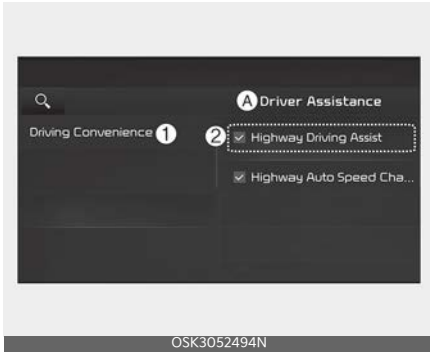 A Driver Assistance
Driving Convenience 1
2 Highway Driving Assist
Highway Auto Speed Cha...
OSK3052494N